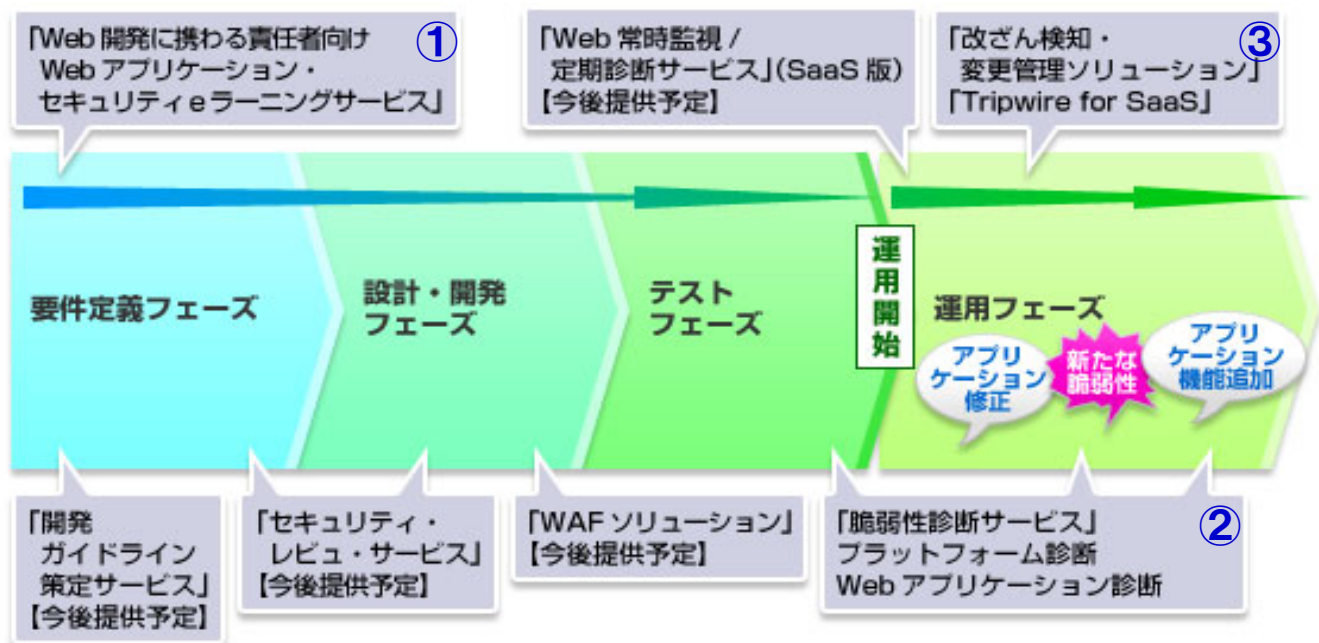 「Web 開発に携わる責任者向け
Web アプリケーション・
セキュリティ e ラーニングサービス」
①
「Web 常時監視 /
定期診断サービス」(SaaS 版)
【今後提供予定】
「改ざん検知・
変更管理ソリューション」
「Tripwire for SaaS」
③
要件定義フェーズ
設計・開発
フェーズ
テスト
フェーズ
運用開始
運用フェーズ
アプリ
ケーション
修正
新たな
脆弱性
アプリ
ケーション
機能追加
「開発
ガイドライン
策定サービス」
【今後提供予定】
「セキュリティ・
レビュ・サービス」
【今後提供予定】
「WAF ソリューション」
【今後提供予定】
「脆弱性診断サービス」
プラットフォーム診断
Web アプリケーション診断
②